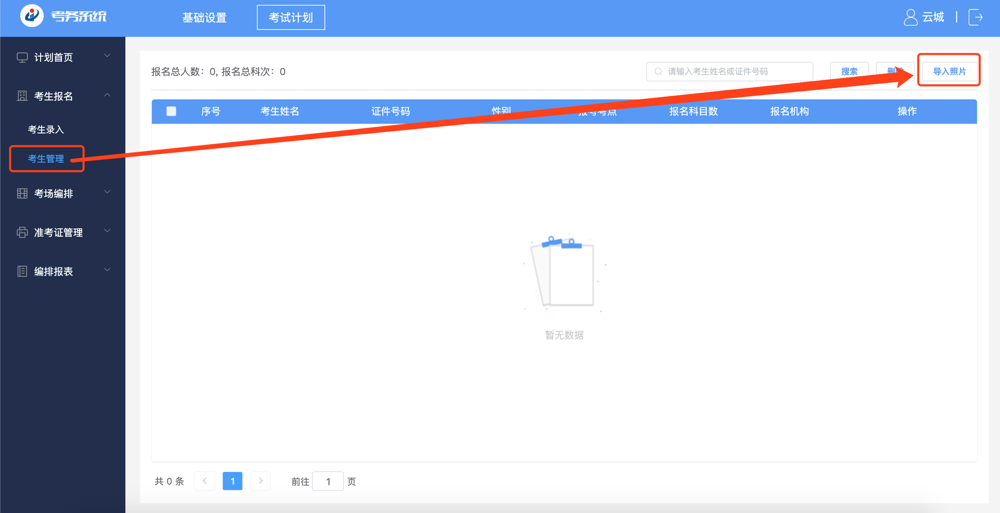 考务系统
基础设置
考试计划
云城
计划首页
考生报名
考生录入
考生管理
考场编排
准考证管理
编排报表
报名总人数：0, 报名总科次：0
请输入考生姓名或证件号码
搜索
删除
导入照片
序号 考生姓名 证件号码 性别 报考考点 报名科目数 报名机构 操作
暂无数据
共 0 条 1 前往 1 页